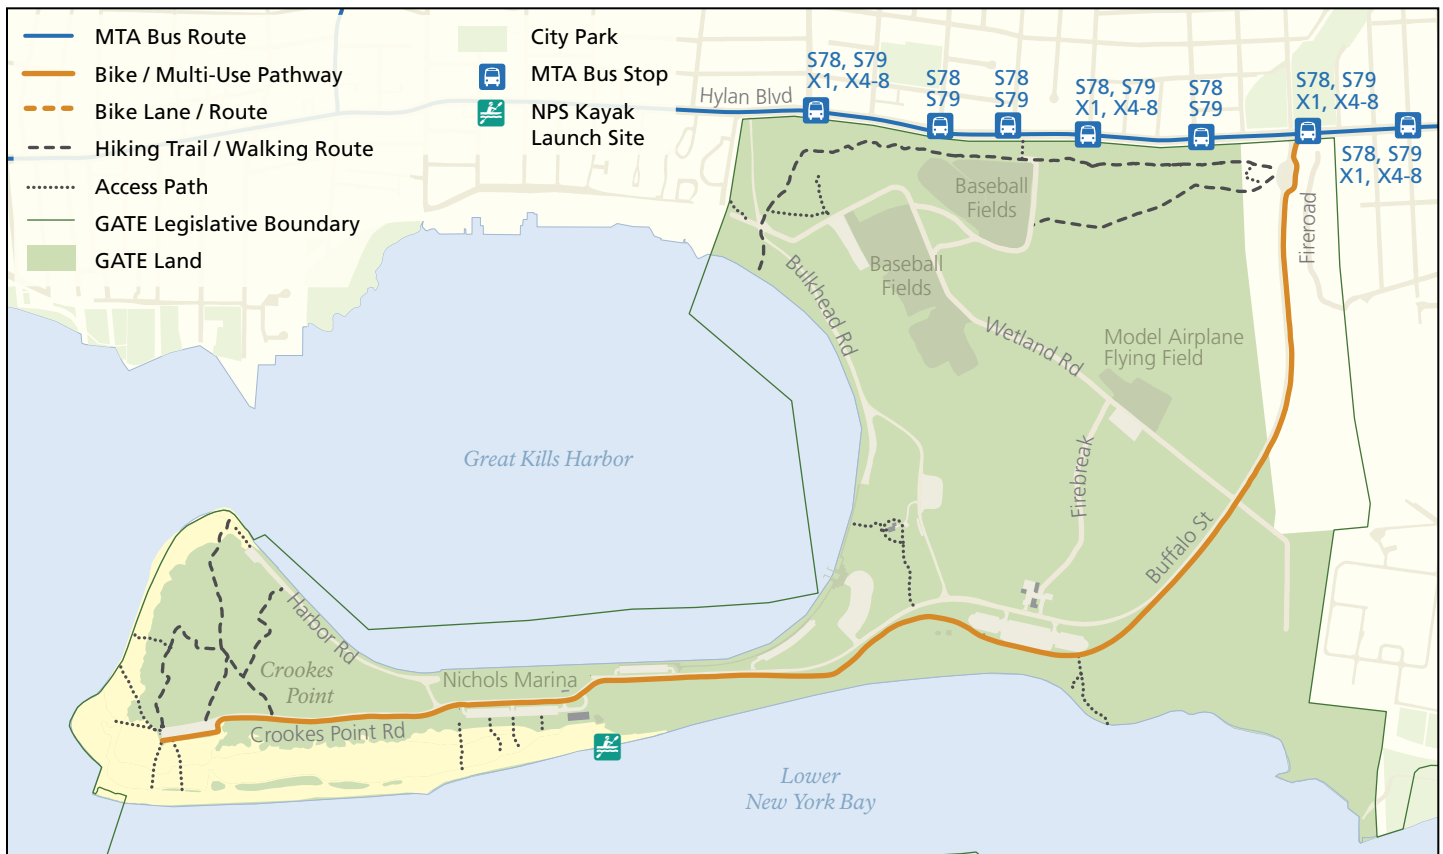 MTA Bus Route
Bike / Multi-Use Pathway
Bike Lane / Route
Hiking Trail / Walking Route
Access Path
GATE Legislative Boundary
GATE Land
City Park
MTA Bus Stop
NPS Kayak
Launch Site
Hylan Blvd
S78, S79
X1, X4-8
S78
S79
S78
S79
S78, S79
X1, X4-8
S78
S79
S78, S79
X1, X4-8
S78, S79
X1, X4-8
Baseball
Fields
Baseball
Fields
Fireroad
Bulkhead Rd
Wetland Rd
Model Airplane
Flying Field
Great Kills Harbor
Firebreak
Buffalo St
Harbor Rd
Crookes
Point
Nichols Marina
Crookes Point Rd
Lower
New York Bay